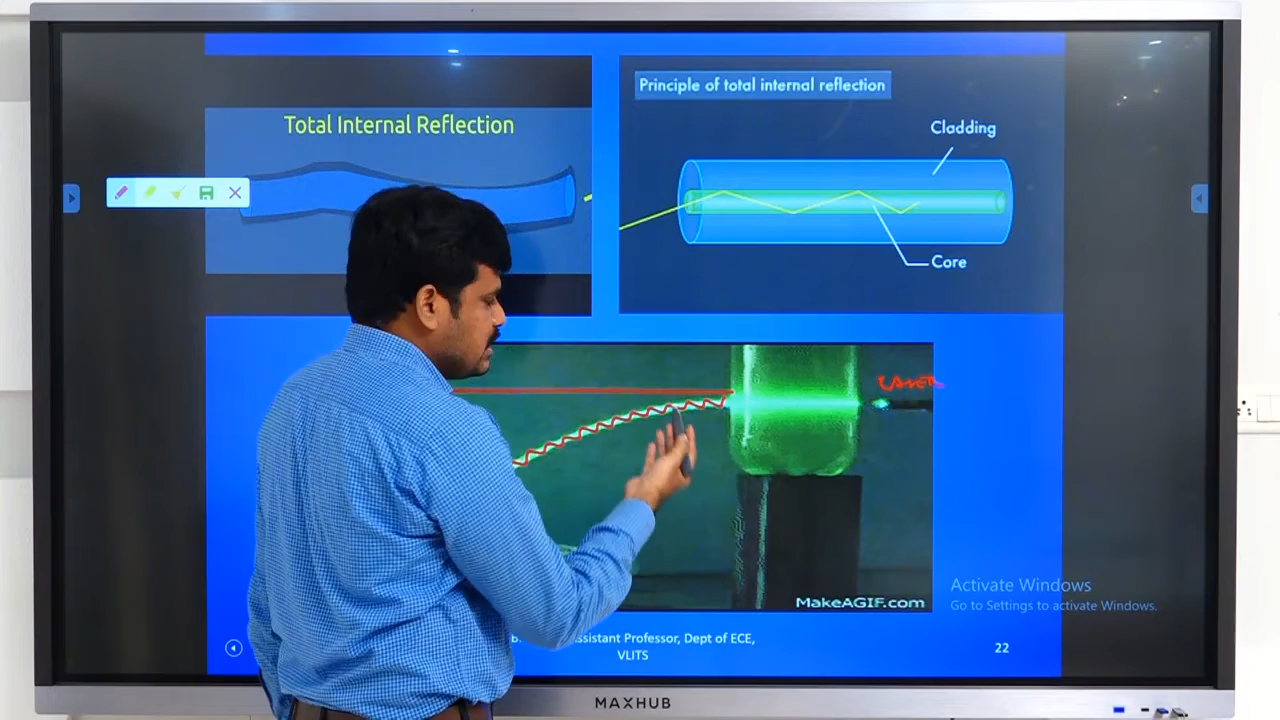 Principle of total internal reflection
Total Internal Reflection
Cladding
Core
LASER
MakeAGIF.com
Activate Windows
Go to Settings to activate Windows.
Professor, Dept of ECE,
VLITS
22
MAXHUB